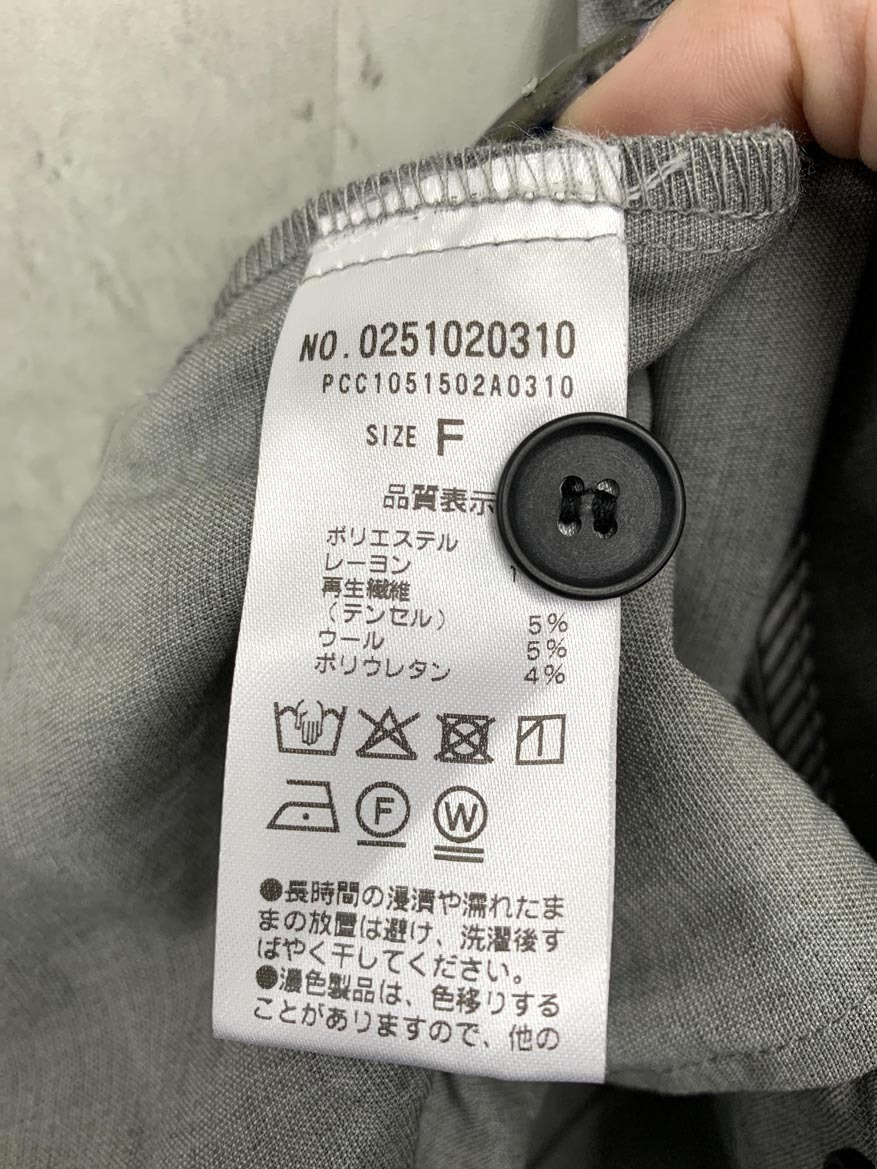 NO.0251020310
PCC1051502A0310
SIZE F
品質表示
ポリエステル
レーヨン 1
再生繊維
(テンセル) 5%
ウール 5%
ポリウレタン 4%
F W
●長時間の浸漬や濡れたま
まの放置は避け、洗濯後す
ばやく干してください。
●濃色製品は、色移りする
ことがありますので、他の